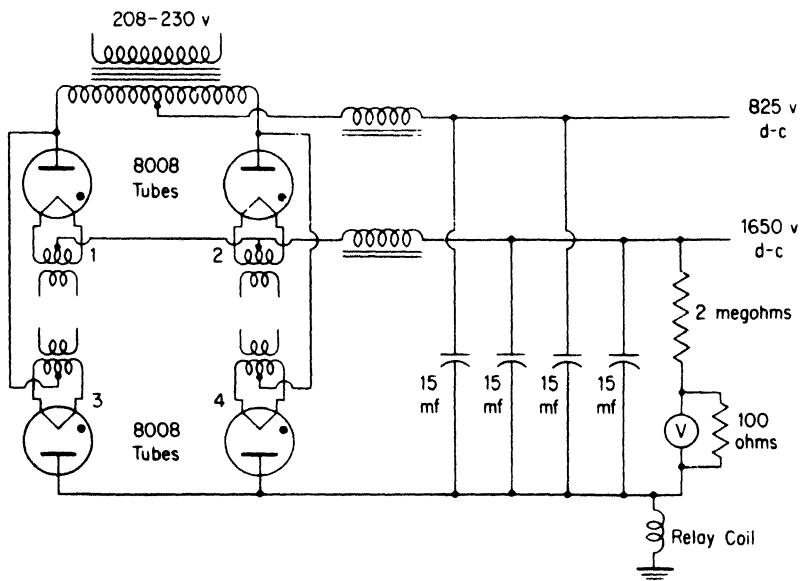 208-230 v
825 v
d-c
8008
Tubes
1650 v
d-c
1
2
2 megohms
15
mf
15
mf
15
mf
15
mf
3
4
V
100
ohms
8008
Tubes
Relay Coil